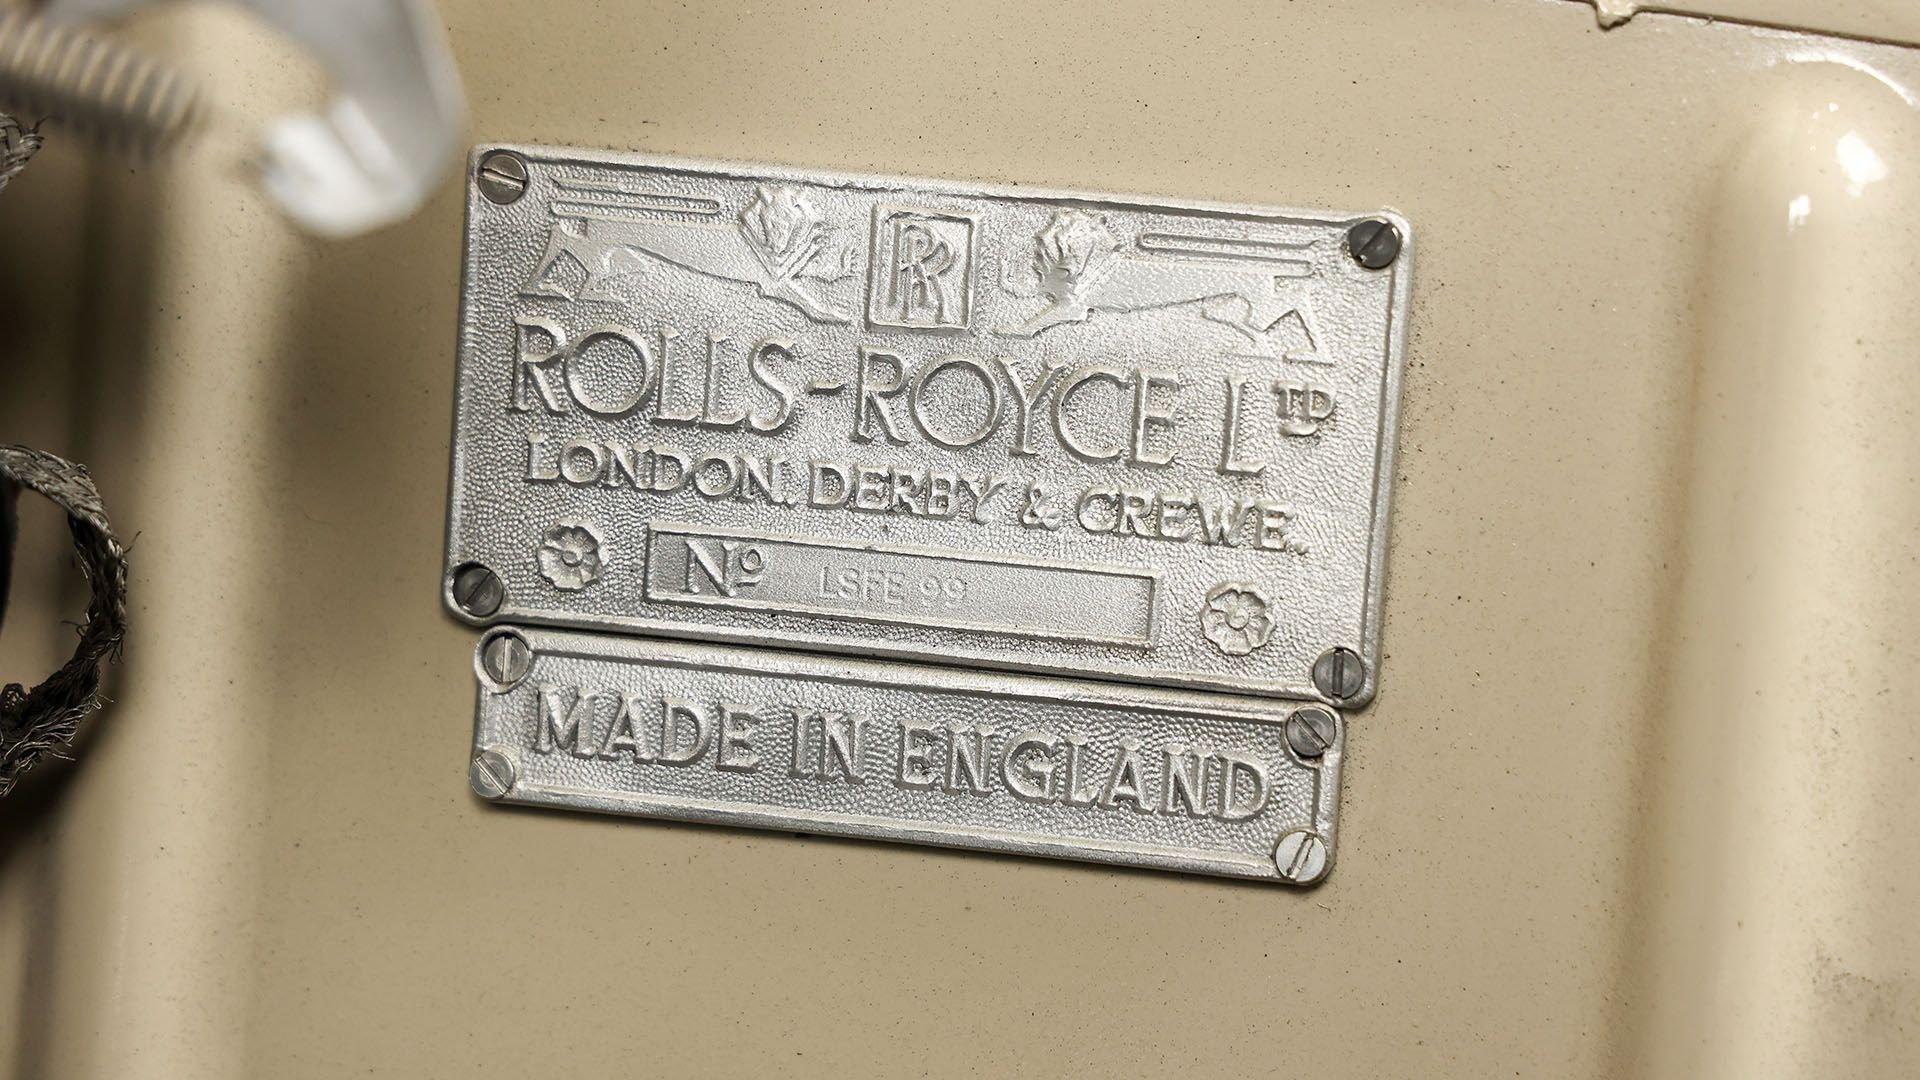 RR
ROLLS-ROYCE LTD
LONDON. DERBY & CREWE.
Nº LSFE 99
MADE IN ENGLAND